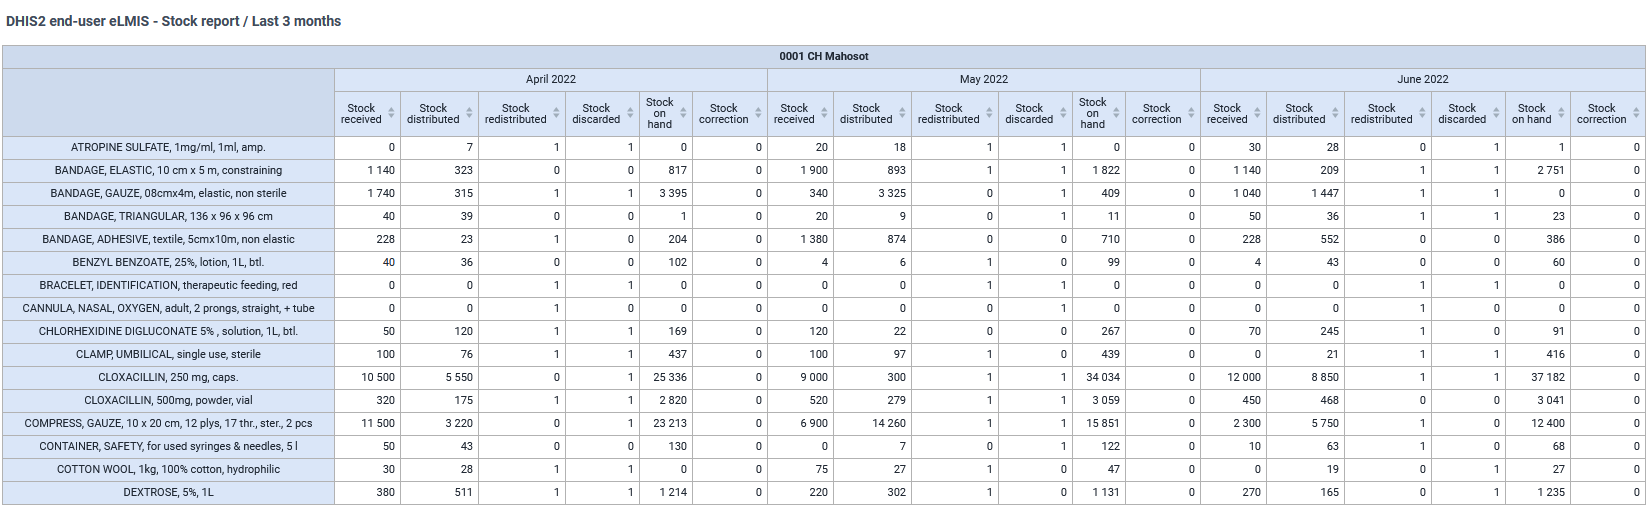 DHIS2 end-user eLMIS - Stock report / Last 3 months
0001 CH Mahosot
April 2022 May 2022 June 2022
Stock received Stock distributed Stock redistributed Stock discarded Stock on hand Stock correction Stock received Stock distributed Stock redistributed Stock discarded Stock on hand Stock correction Stock received Stock distributed Stock redistributed Stock discarded Stock on hand Stock correction
ATROPINE SULFATE, 1mg/ml, 1ml, amp. 0 7 1 1 0 0 20 18 1 1 0 0 30 28 0 1 1 0
BANDAGE, ELASTIC, 10 cm x 5 m, constraining 1 140 323 0 0 817 0 1 900 893 1 1 1 822 0 1 140 209 1 1 2 751 0
BANDAGE, GAUZE, 08cmx4m, elastic, non sterile 1 740 315 1 1 3 395 0 340 3 325 0 1 409 0 1 040 1 447 1 1 0 0
BANDAGE, TRIANGULAR, 136 x 96 x 96 cm 40 39 0 0 1 0 20 9 0 1 11 0 50 36 1 1 23 0
BANDAGE, ADHESIVE, textile, 5cmx10m, non elastic 228 23 1 0 204 0 1 380 874 0 0 710 0 228 552 0 0 386 0
BENZYL BENZOATE, 25%, lotion, 1L, btl. 40 36 0 0 102 0 4 6 1 0 99 0 4 43 0 0 60 0
BRACELET, IDENTIFICATION, therapeutic feeding, red 0 0 1 1 0 0 0 0 0 1 0 0 0 0 1 1 0 0
CANNULA, NASAL, OXYGEN, adult, 2 prongs, straight, + tube 0 0 1 0 0 0 0 0 0 1 0 0 0 0 1 0 0 0
CHLORHEXIDINE DIGLUCONATE 5% , solution, 1L, btl. 50 120 1 1 169 0 120 22 0 0 267 0 70 245 1 0 91 0
CLAMP, UMBILICAL, single use, sterile 100 76 1 1 437 0 100 97 1 0 439 0 0 21 1 1 416 0
CLOXACILLIN, 250 mg, caps. 10 500 5 550 0 1 25 336 0 9 000 300 1 1 34 034 0 12 000 8 850 1 1 37 182 0
CLOXACILLIN, 500mg, powder, vial 320 175 1 1 2 820 0 520 279 1 1 3 059 0 450 468 0 0 3 041 0
COMPRESS, GAUZE, 10 x 20 cm, 12 plys, 17 thr., ster., 2 pcs 11 500 3 220 0 1 23 213 0 6 900 14 260 1 1 15 851 0 2 300 5 750 1 0 12 400 0
CONTAINER, SAFETY, for used syringes & needles, 5 l 50 43 0 0 130 0 0 7 0 1 122 0 10 63 1 0 68 0
COTTON WOOL, 1kg, 100% cotton, hydrophilic 30 28 1 1 0 0 75 27 1 0 47 0 0 19 0 1 27 0
DEXTROSE, 5%, 1L 380 511 1 1 1 214 0 220 302 1 0 1 131 0 270 165 0 1 1 235 0